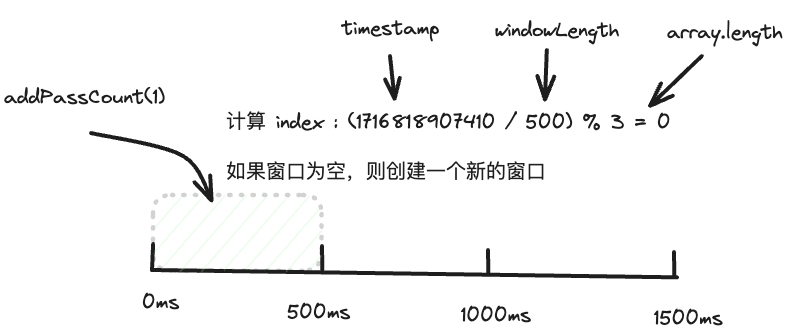 timestamp windowLength array.length
addPassCount(1)
计算 index : (1716818907410 / 500) % 3 = 0
如果窗口为空，则创建一个新的窗口
0ms 500ms 1000ms 1500ms